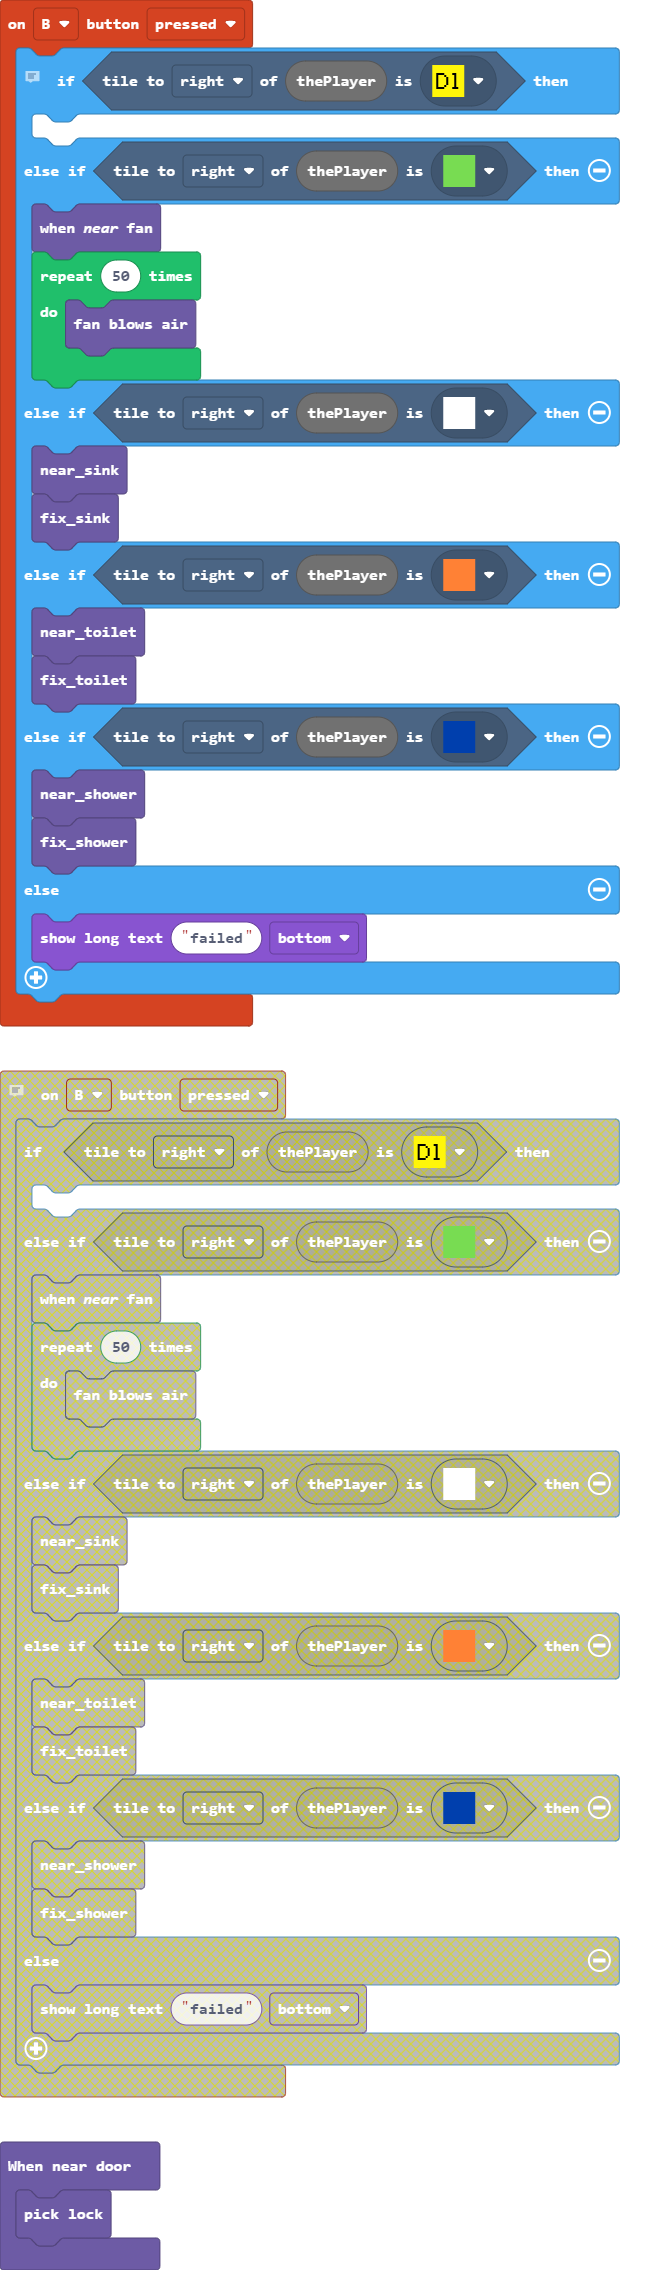 on B button pressed
if tile to right of thePlayer is D1 then
else if tile to right of thePlayer is then
when near fan
repeat 50 times
do
fan blows air
else if tile to right of thePlayer is then
near_sink
fix_sink
else if tile to right of thePlayer is then
near_toilet
fix_toilet
else if tile to right of thePlayer is then
near_shower
fix_shower
else
show long text "failed" bottom
on B button pressed
if tile to right of thePlayer is D1 then
else if tile to right of thePlayer is then
when near fan
repeat 50 times
do
fan blows air
else if tile to right of thePlayer is then
near_sink
fix_sink
else if tile to right of thePlayer is then
near_toilet
fix_toilet
else if tile to right of thePlayer is then
near_shower
fix_shower
else
show long text "failed" bottom
When near door
pick lock